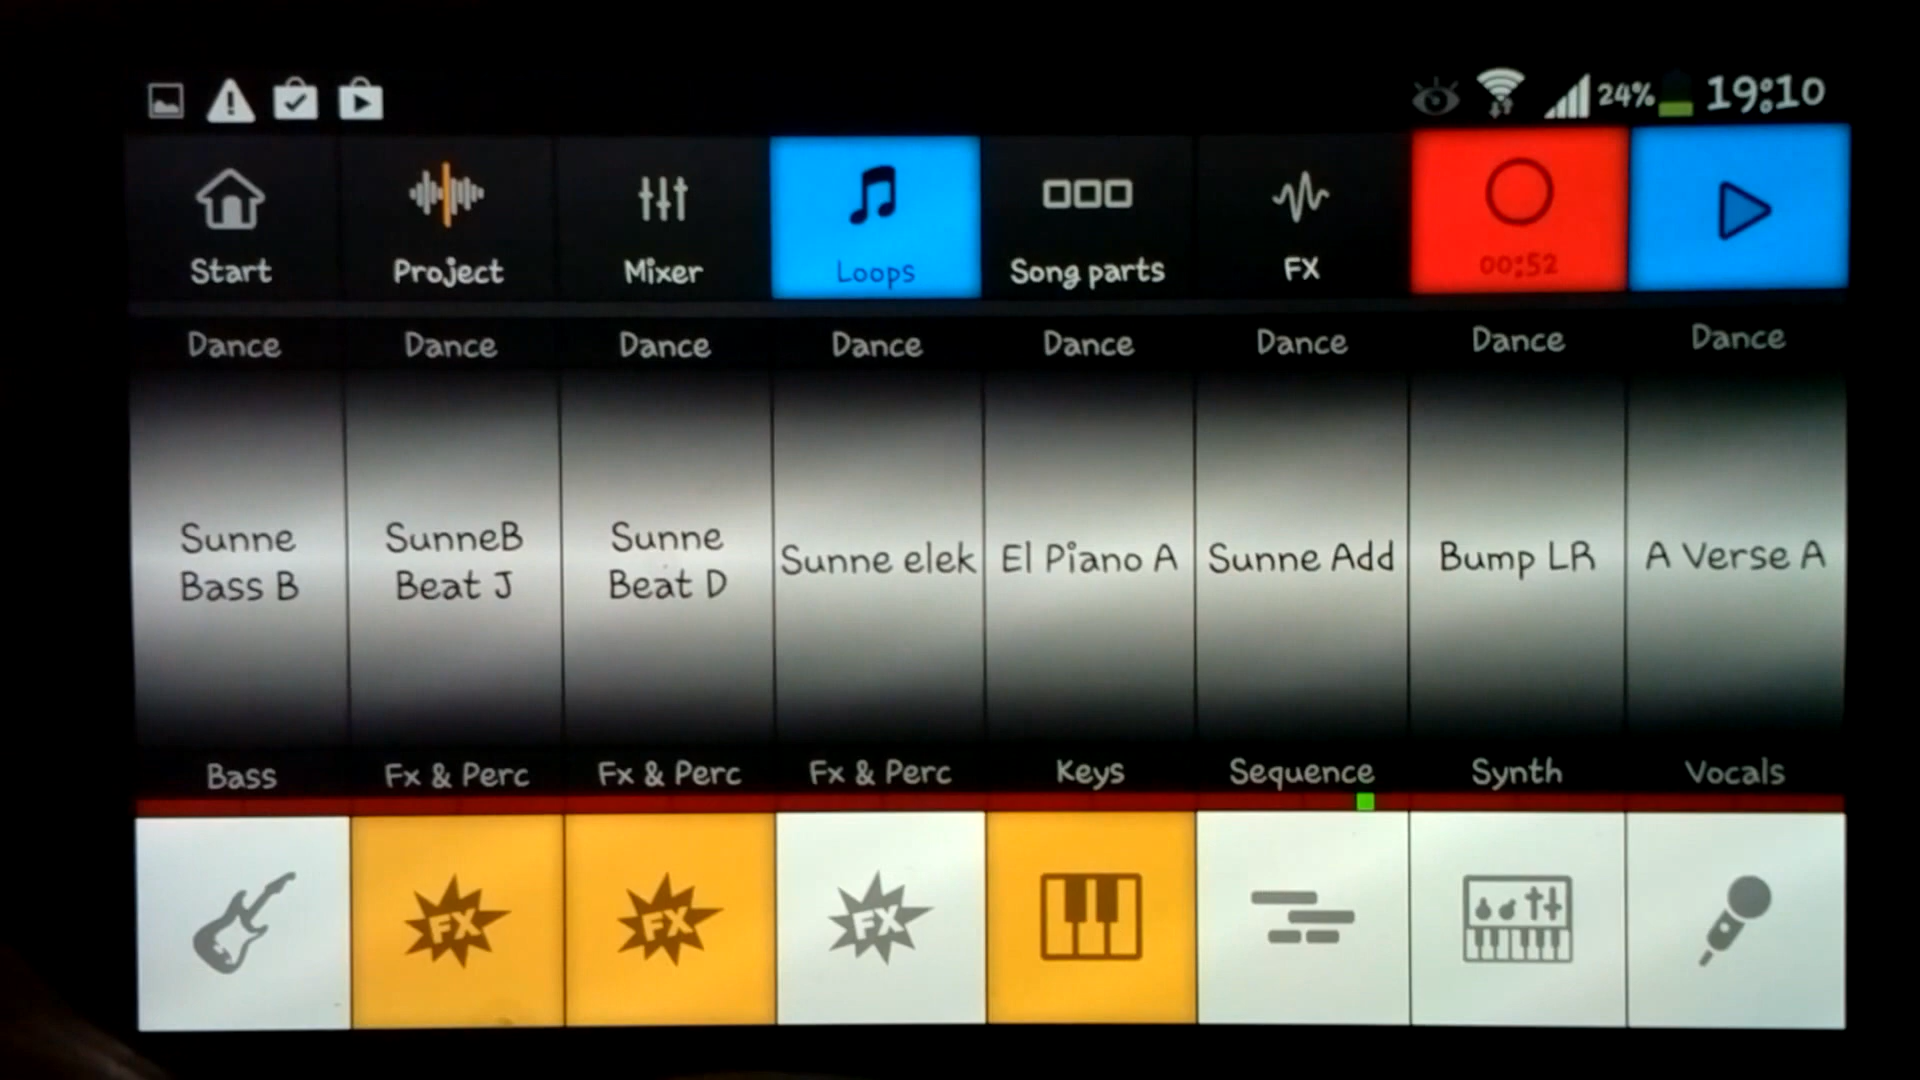 24% 19:10
Start Project Mixer Loops Song parts FX 00:52
Dance Dance Dance Dance Dance Dance Dance Dance
Sunne Bass B
SunneB Beat J
Sunne Beat D
Sunne elek
El Piano A
Sunne Add
Bump LR
A Verse A
Bass Fx & Perc Fx & Perc Fx & Perc Keys Sequence Synth Vocals
FX FX FX